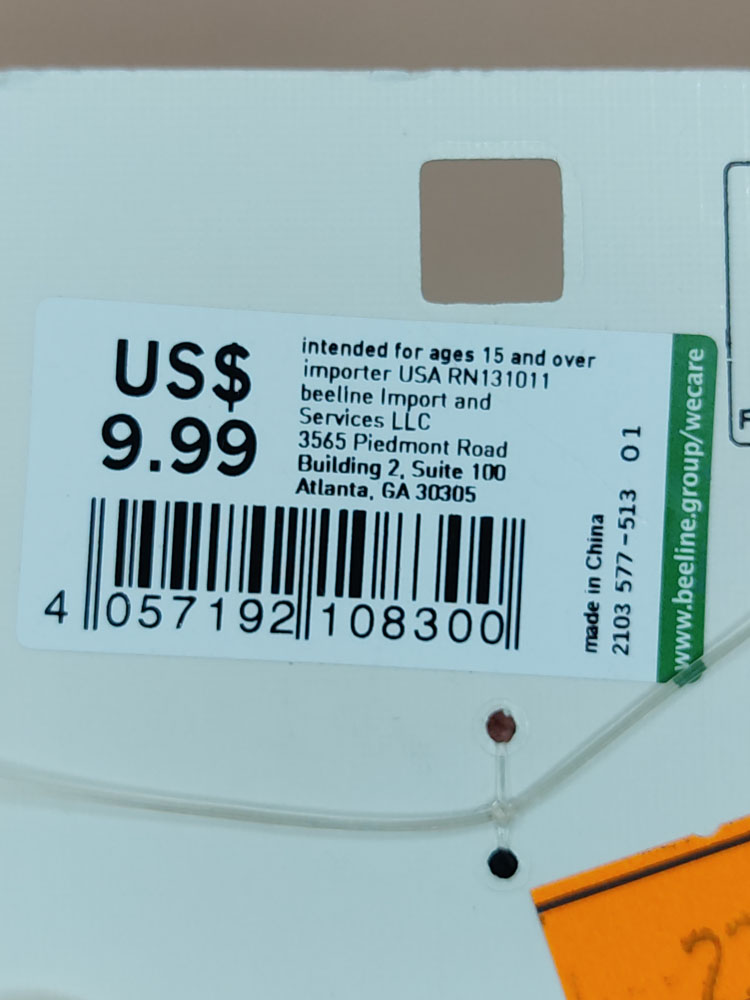 US$
9.99
intended for ages 15 and over
importer USA RN131011
beeline Import and
Services LLC
3565 Piedmont Road
Building 2, Suite 100
Atlanta, GA 30305
4 057192 108300
made in China
2103 577-513 01
www.beeline.group/wecare